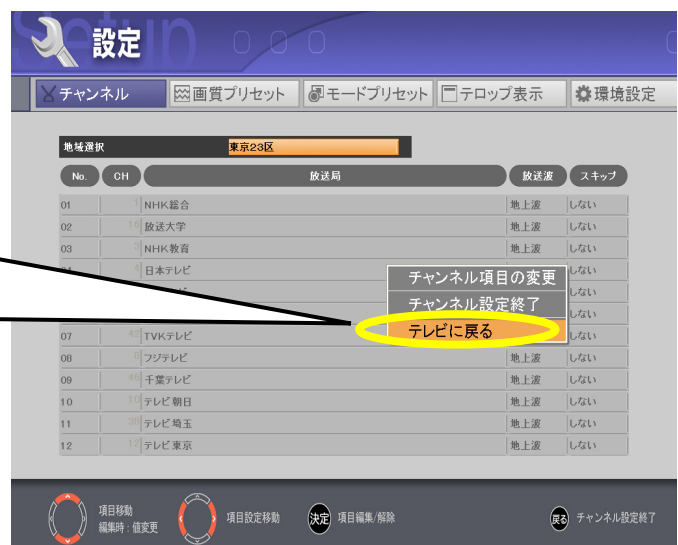 Setup
設定
チャンネル 画質プリセット モードプリセット テロップ表示 環境設定
地域選択 東京23区
No. CH 放送局 放送波 スキップ
01 1 NHK総合 地上波 しない
02 16 放送大学 地上波 しない
03 3 NHK教育 地上波 しない
4 日本テレビ しない
チャンネル項目の変更
しない
チャンネル設定終了
しない
テレビに戻る
07 42 TVKテレビ しない
08 8 フジテレビ 地上波 しない
09 46 千葉テレビ 地上波 しない
10 10 テレビ朝日 地上波 しない
11 38 テレビ埼玉 地上波 しない
12 12 テレビ東京 地上波 しない
項目移動
編集時：値変更
項目設定移動
決定 項目編集/解除
戻る チャンネル設定終了